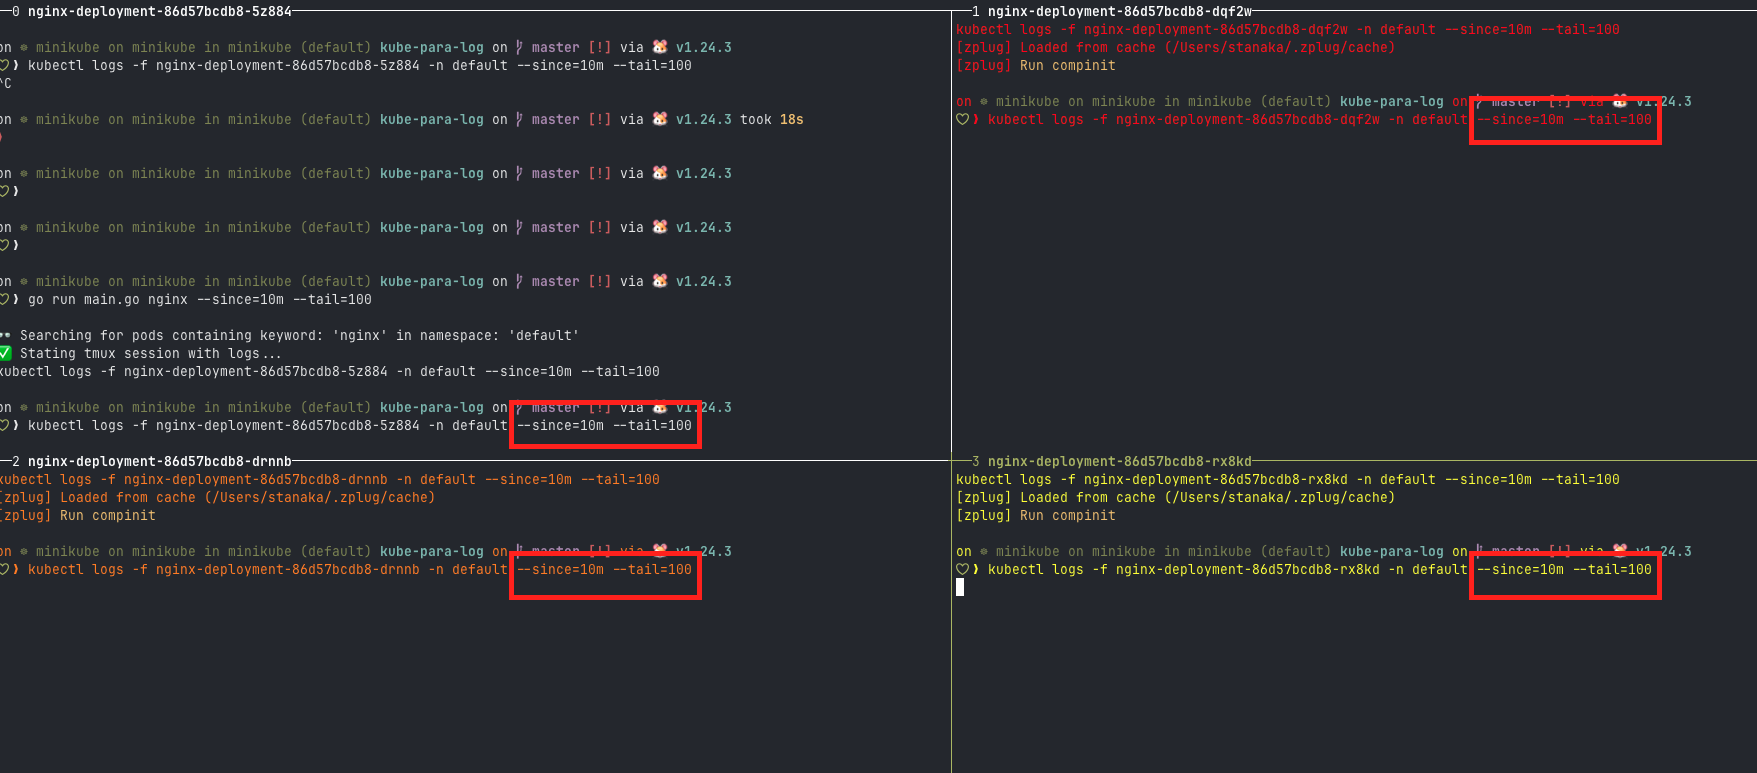 0 nginx-deployment-86d57bcdb8-5z884
on ☸ minikube on minikube in minikube (default) kube-para-log on master [!] via 🐹 v1.24.3
♡❯ kubectl logs -f nginx-deployment-86d57bcdb8-5z884 -n default --since=10m --tail=100
^C
on ☸ minikube on minikube in minikube (default) kube-para-log on master [!] via 🐹 v1.24.3 took 18s
❯
on ☸ minikube on minikube in minikube (default) kube-para-log on master [!] via 🐹 v1.24.3
♡❯
on ☸ minikube on minikube in minikube (default) kube-para-log on master [!] via 🐹 v1.24.3
♡❯
on ☸ minikube on minikube in minikube (default) kube-para-log on master [!] via 🐹 v1.24.3
♡❯ go run main.go nginx --since=10m --tail=100
👀 Searching for pods containing keyword: 'nginx' in namespace: 'default'
✅ Stating tmux session with logs...
kubectl logs -f nginx-deployment-86d57bcdb8-5z884 -n default --since=10m --tail=100
on ☸ minikube on minikube in minikube (default) kube-para-log on master [!] via 🐹 v1.24.3
♡❯ kubectl logs -f nginx-deployment-86d57bcdb8-5z884 -n default --since=10m --tail=100
1 nginx-deployment-86d57bcdb8-dqf2w
kubectl logs -f nginx-deployment-86d57bcdb8-dqf2w -n default --since=10m --tail=100
[zplug] Loaded from cache (/Users/stanaka/.zplug/cache)
[zplug] Run compinit
on ☸ minikube on minikube in minikube (default) kube-para-log on master [!] via 🐹 v1.24.3
♡❯ kubectl logs -f nginx-deployment-86d57bcdb8-dqf2w -n default --since=10m --tail=100
2 nginx-deployment-86d57bcdb8-drnnb
kubectl logs -f nginx-deployment-86d57bcdb8-drnnb -n default --since=10m --tail=100
[zplug] Loaded from cache (/Users/stanaka/.zplug/cache)
[zplug] Run compinit
on ☸ minikube on minikube in minikube (default) kube-para-log on master [!] via 🐹 v1.24.3
♡❯ kubectl logs -f nginx-deployment-86d57bcdb8-drnnb -n default --since=10m --tail=100
3 nginx-deployment-86d57bcdb8-rx8kd
kubectl logs -f nginx-deployment-86d57bcdb8-rx8kd -n default --since=10m --tail=100
[zplug] Loaded from cache (/Users/stanaka/.zplug/cache)
[zplug] Run compinit
on ☸ minikube on minikube in minikube (default) kube-para-log on master [!] via 🐹 v1.24.3
♡❯ kubectl logs -f nginx-deployment-86d57bcdb8-rx8kd -n default --since=10m --tail=100